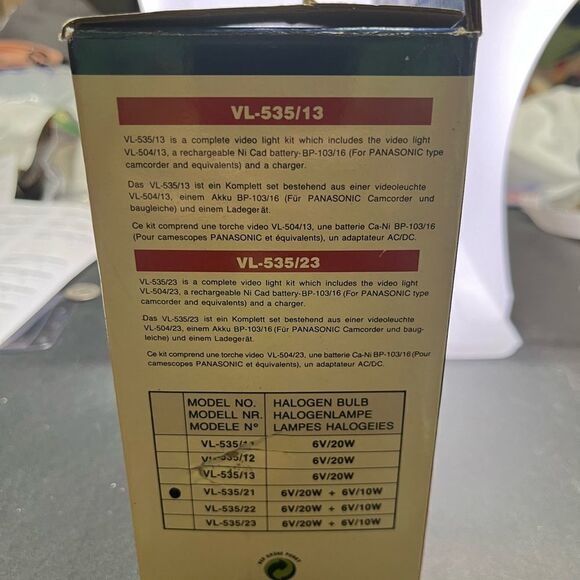 VL-535/13
VL-535/13 is a complete video light kit which includes the video light
VL-504/13, a rechargeable Ni Cad battery-BP-103/16 (For PANASONIC type
camcorder and equivalents) and a charger.
Das VL-535/13 ist ein Komplett set bestehend aus einer videoleuchte
VL-504/13, einem Akku BP-103/16 (Für PANASONIC Camcorder und
baugleiche) und einem Ladegerät.
Ce kit comprend une torche video VL-504/13, une batterie Ca-Ni BP-103/16
(Pour camescopes PANASONIC et équivalents), un adaptateur AC/DC.
VL-535/23
VL-535/23 is a complete video light kit which includes the video light
VL-504/23, a rechargeable Ni Cad battery-BP-103/16 (For PANASONIC type
camcorder and equivalents) and a charger.
Das VL-535/23 ist ein Komplett set bestehend aus einer videoleuchte
VL-504/23, einem Akku BP-103/16 (Für PANASONIC Camcorder und baug-
leiche) und einem Ladegerät.
Ce kit comprend une torche video VL-504/23, une batterie Ca-Ni BP-103/16 (Pour
camescopes PANASONIC et équivalents), un adaptateur AC/DC.
MODEL NO. HALOGEN BULB
MODELL NR. HALOGENLAMPE
MODELE Nº LAMPES HALOGEIES
VL-535/11 6V/20W
VL-535/12 6V/20W
VL-535/13 6V/20W
VL-535/21 6V/20W + 6V/10W
VL-535/22 6V/20W + 6V/10W
VL-535/23 6V/20W + 6V/10W
DER GRÜNE PUNKT